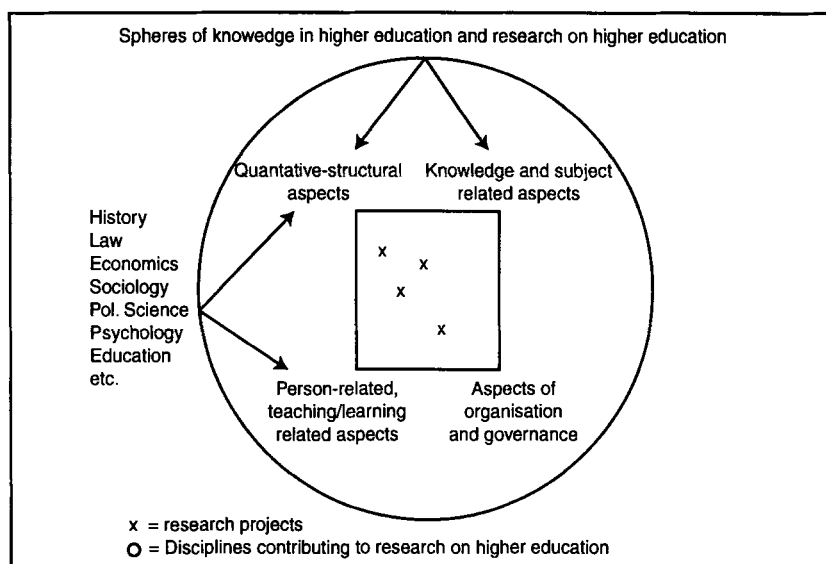 Spheres of knowedge in higher education and research on higher education
Quantative-structural
aspects
Knowledge and subject
related aspects
History
Law
Economics
Sociology
Pol. Science
Psychology
Education
etc.
x
x
x
x
Person-related,
teaching/learning
related aspects
Aspects of
organisation
and governance
x = research projects
O = Disciplines contributing to research on higher education